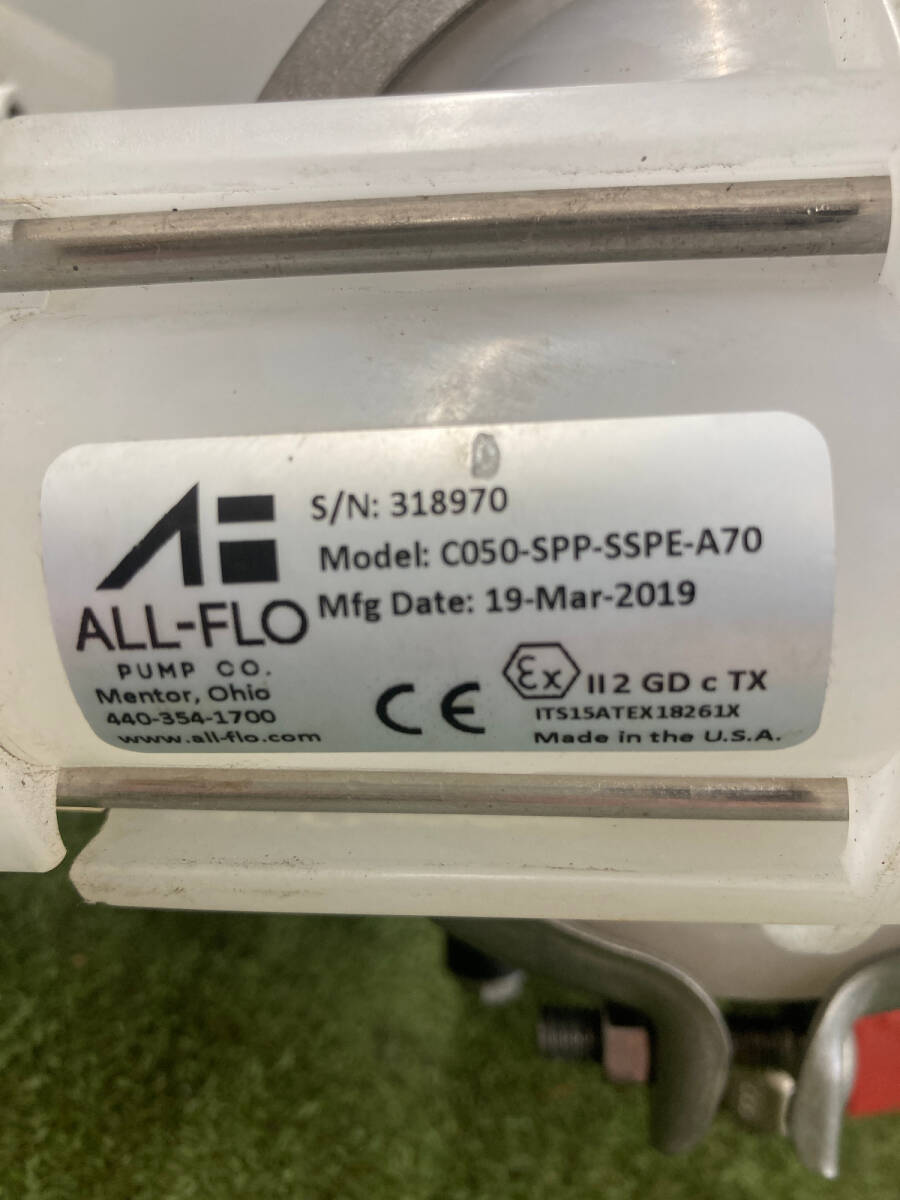 ALL-FLO
PUMP CO.
Mentor, Ohio
440-354-1700
www.all-flo.com
S/N: 318970
Model: C050-SPP-SSPE-A70
Mfg Date: 19-Mar-2019
CE
Ex II 2 GD c TX
ITS15ATEX18261X
Made in the U.S.A.